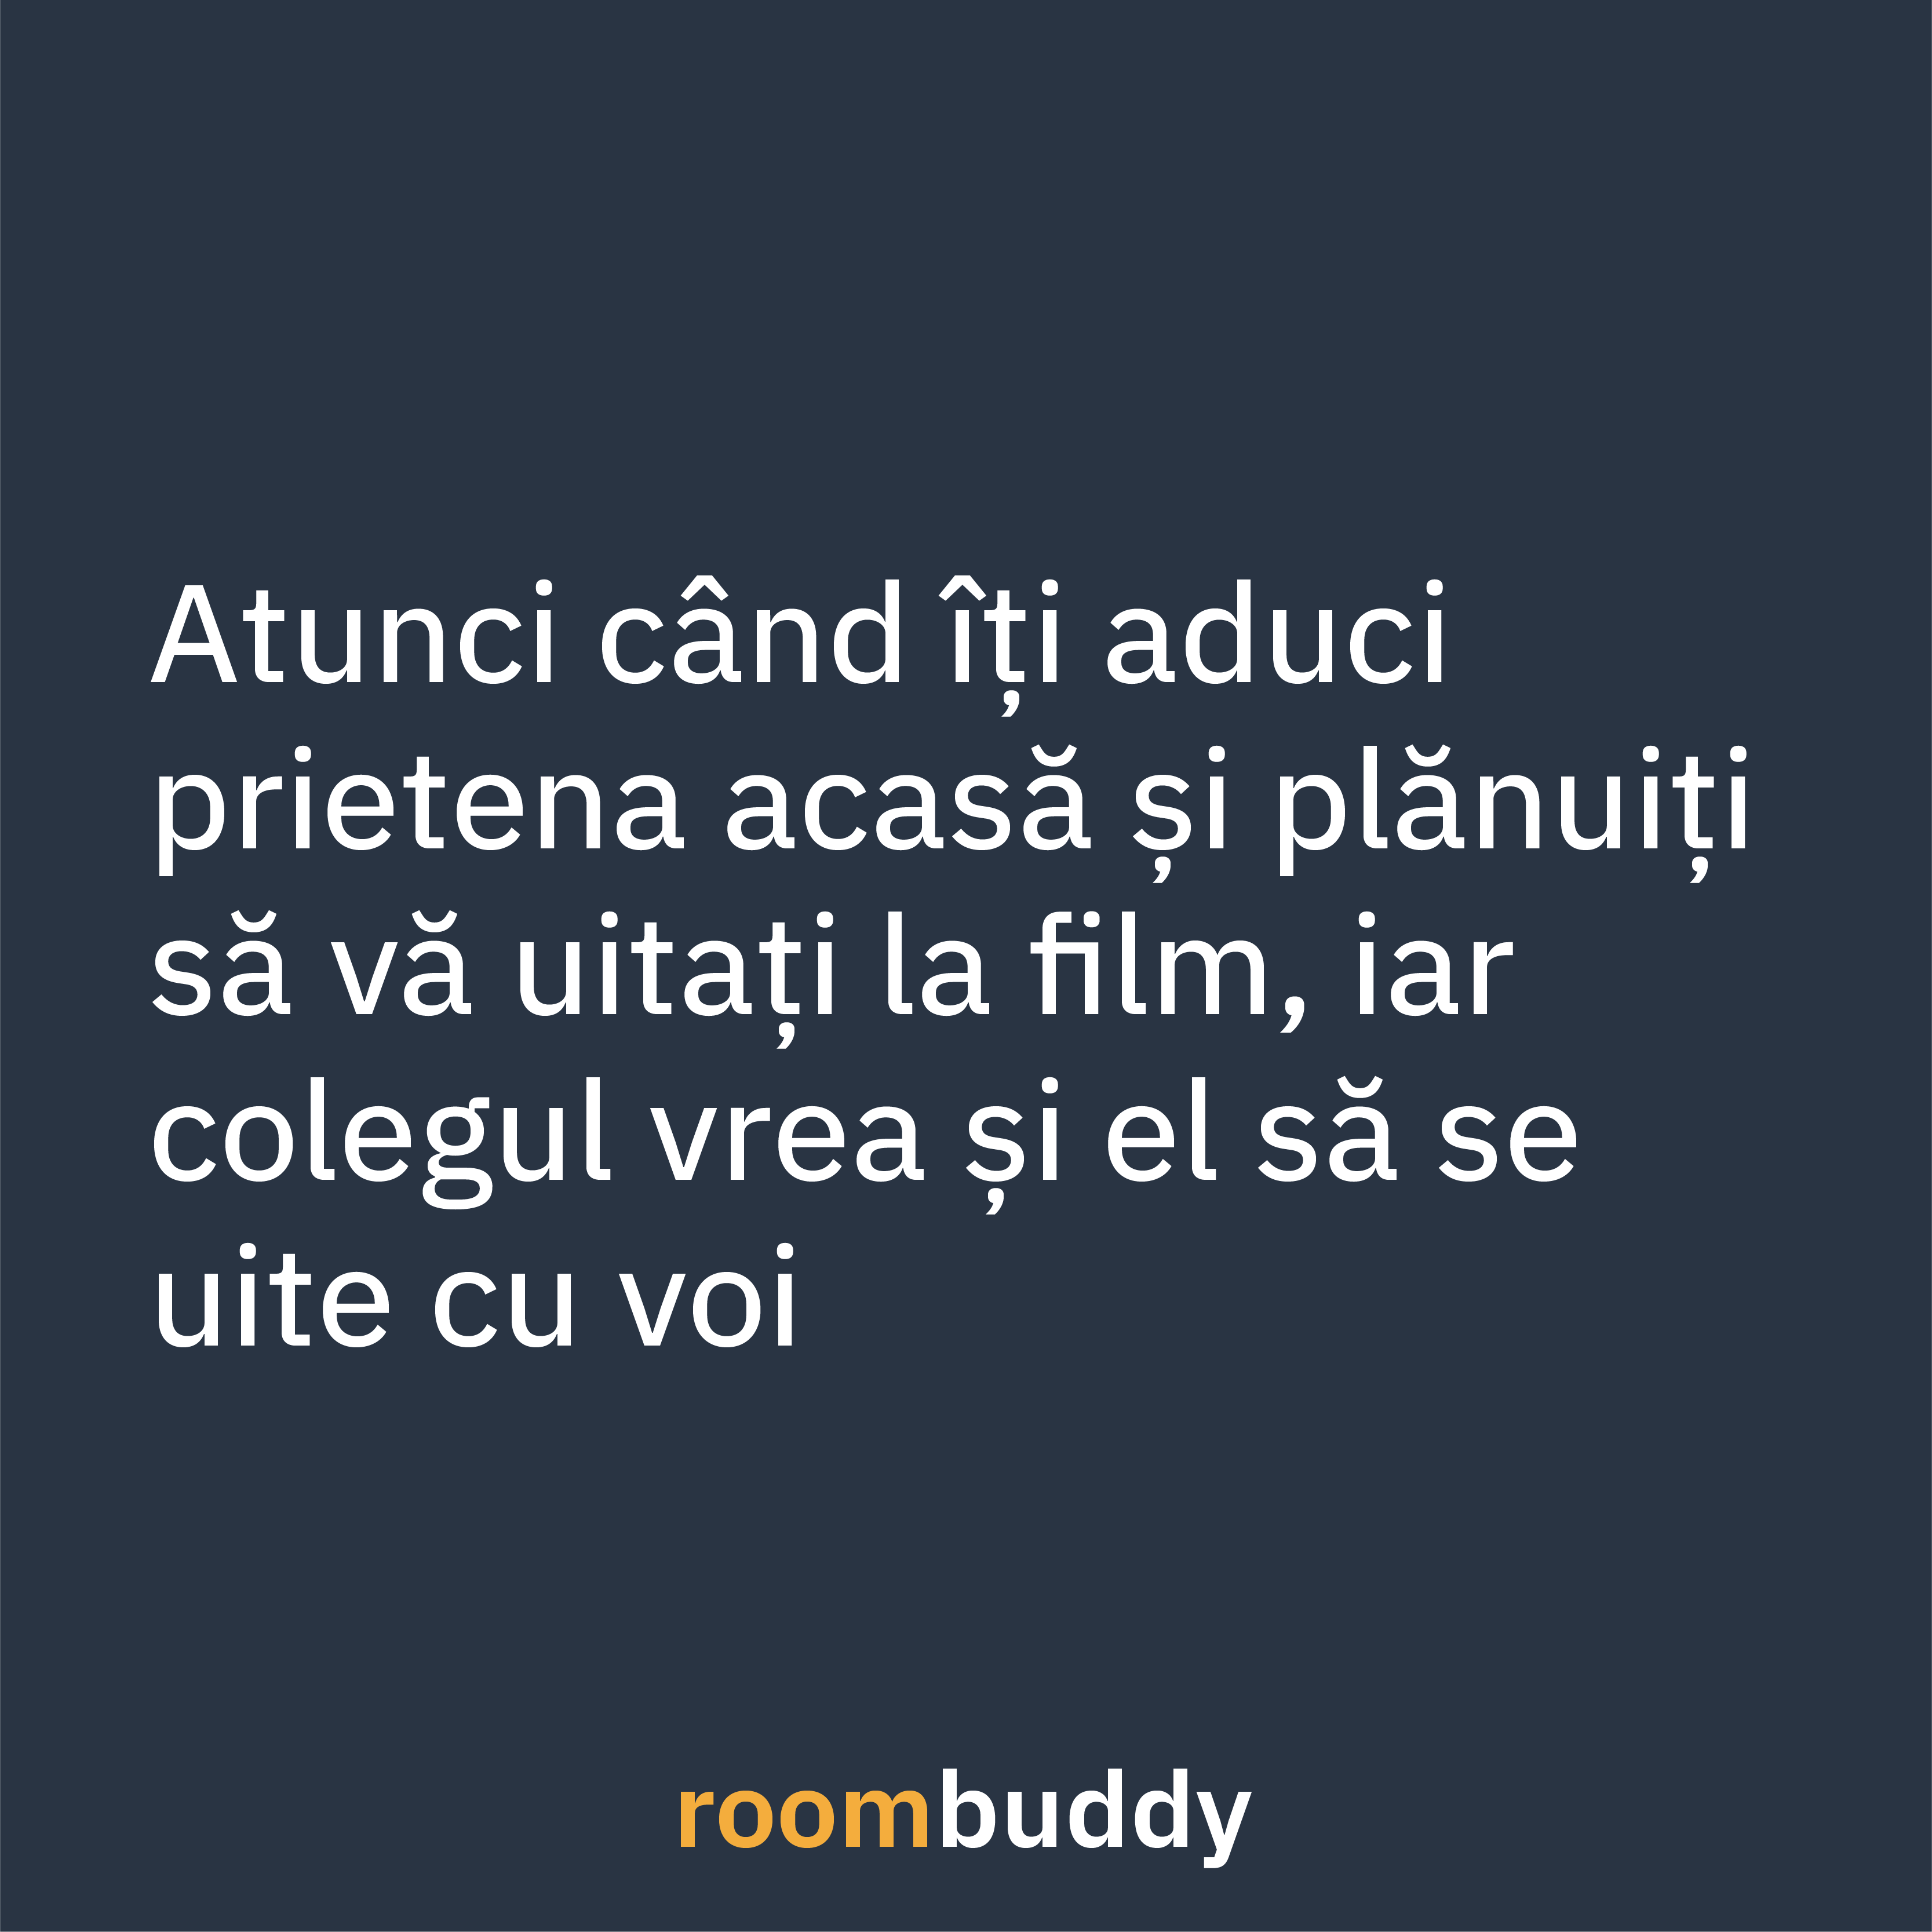 Atunci când îți aduci
prietena acasă și plănuiți
să vă uitați la film, iar
colegul vrea și el să se
uite cu voi
roombuddy